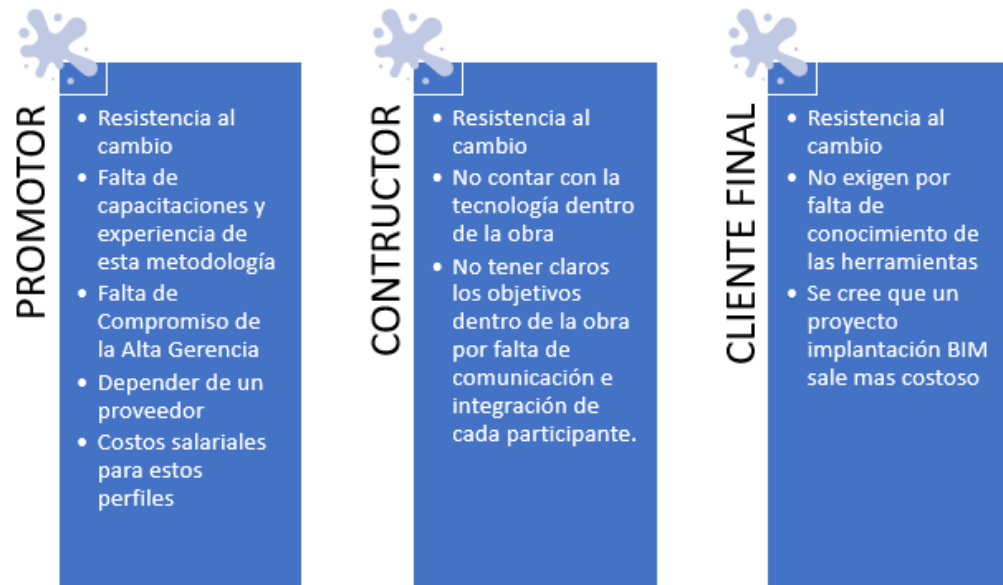 PROMOTOR
• Resistencia al
cambio
• Falta de
capacitaciones y
experiencia de
esta metodología
• Falta de
Compromiso de
la Alta Gerencia
• Depender de un
proveedor
• Costos salariales
para estos
perfiles
CONTRUCTOR
• Resistencia al
cambio
• No contar con la
tecnología dentro
de la obra
• No tener claros
los objetivos
dentro de la obra
por falta de
comunicación e
integración de
cada participante.
CLIENTE FINAL
• Resistencia al
cambio
• No exigen por
falta de
conocimiento de
las herramientas
• Se cree que un
proyecto
implantación BIM
sale mas costoso